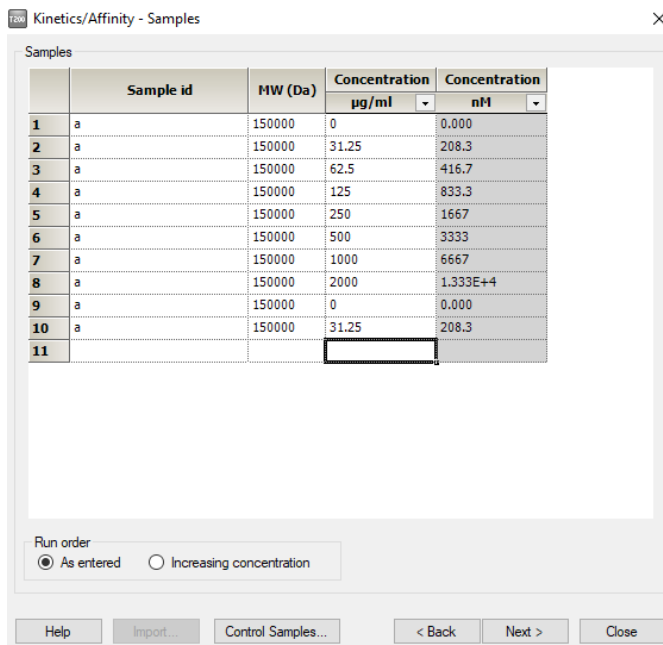 T200 Kinetics/Affinity - Samples
Samples
Sample id MW (Da) Concentration Concentration
µg/ml nM
1 a 150000 0 0.000
2 a 150000 31.25 208.3
3 a 150000 62.5 416.7
4 a 150000 125 833.3
5 a 150000 250 1667
6 a 150000 500 3333
7 a 150000 1000 6667
8 a 150000 2000 1.333E+4
9 a 150000 0 0.000
10 a 150000 31.25 208.3
11
Run order
As entered Increasing concentration
Help Import... Control Samples... < Back Next > Close